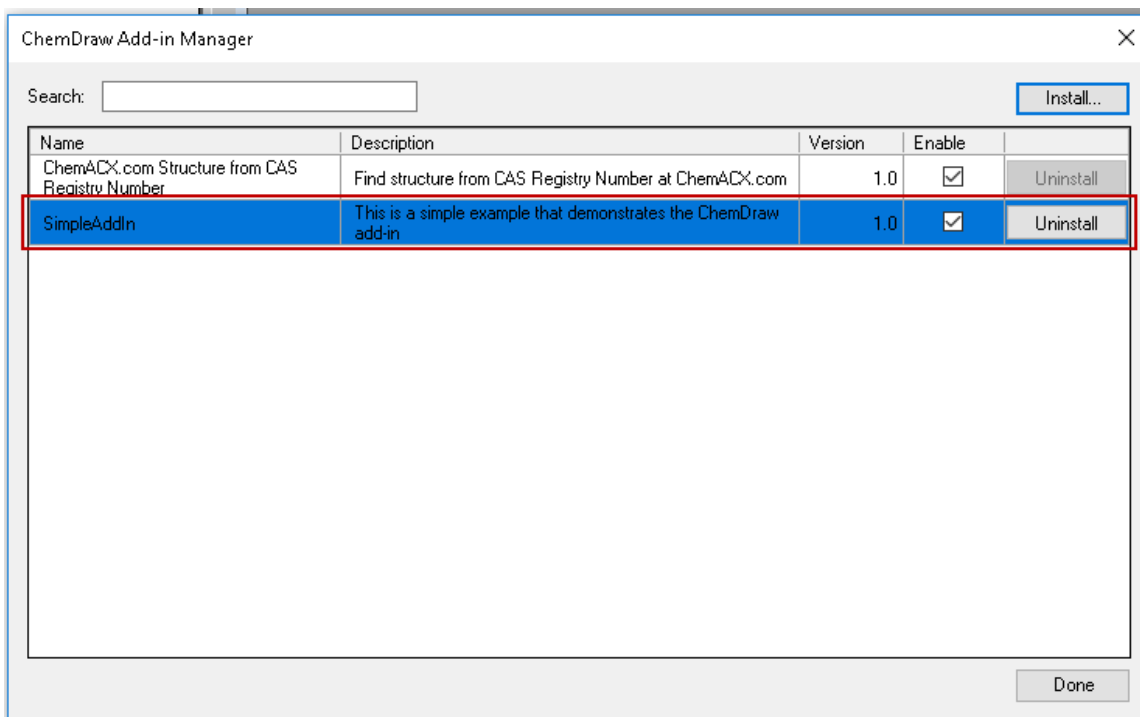 ChemDraw Add-in Manager
Search:
Install...
Name Description Version Enable
ChemACX.com Structure from CAS
Registry Number
Find structure from CAS Registry Number at ChemACX.com
1.0
Uninstall
SimpleAddIn
This is a simple example that demonstrates the ChemDraw
add-in
1.0
Uninstall
Done